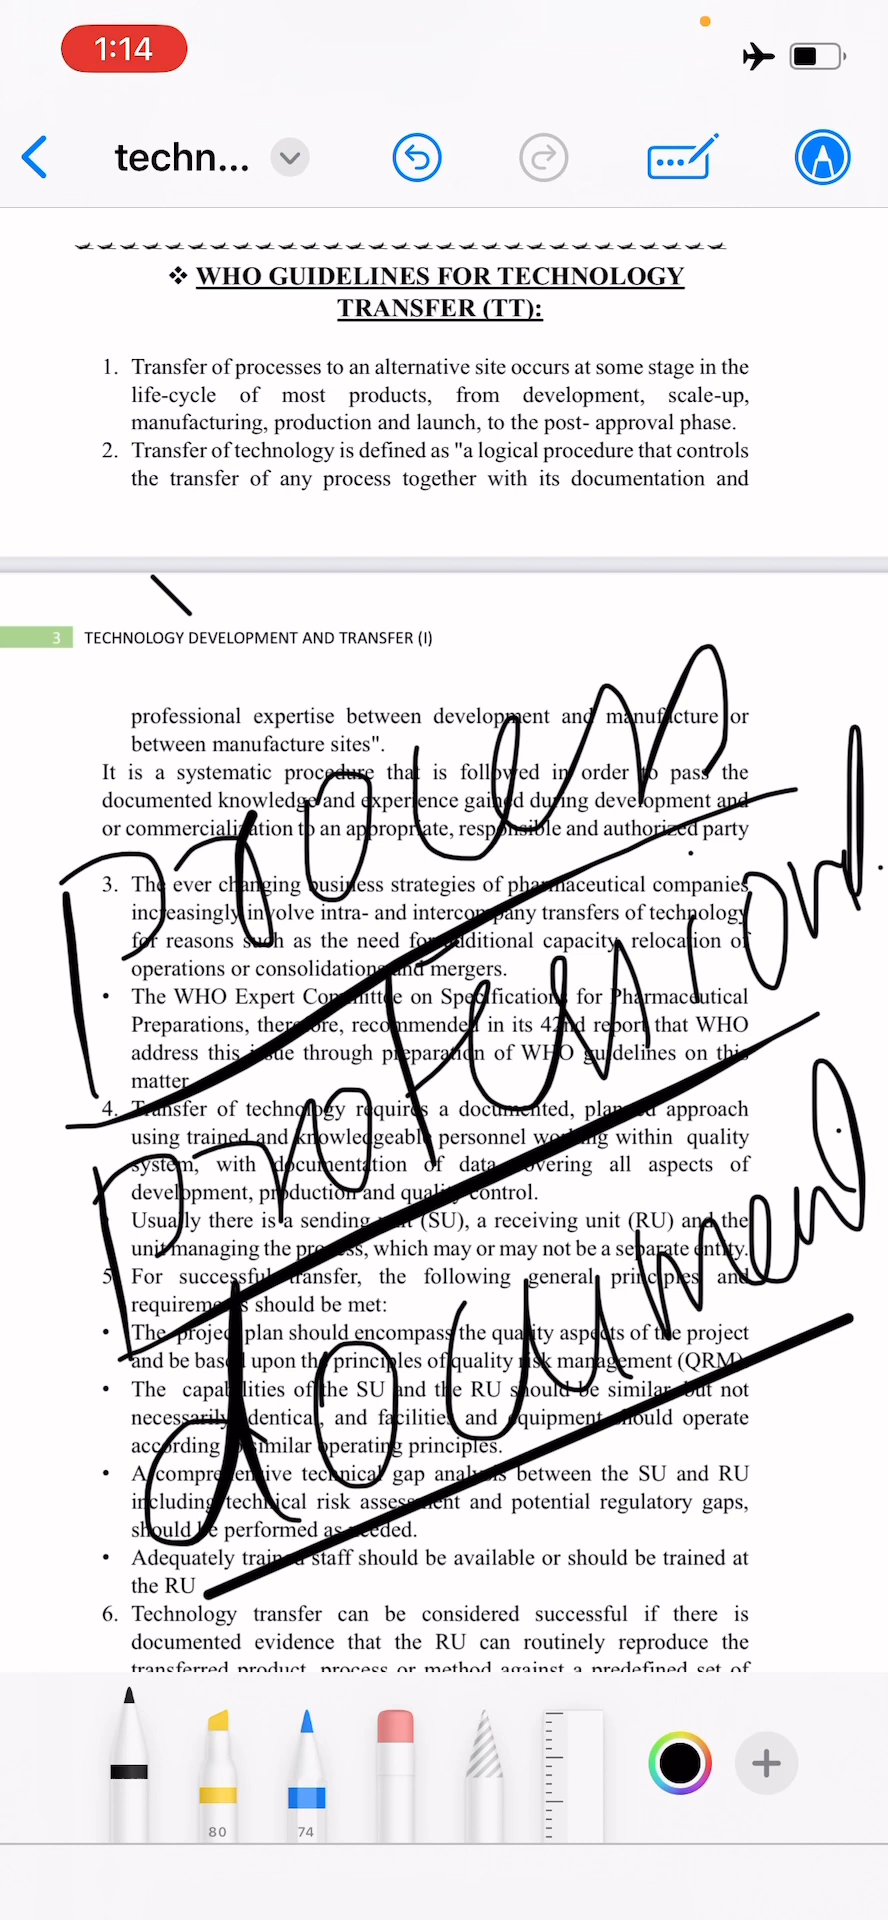 1:14
techn...
❖ WHO GUIDELINES FOR TECHNOLOGY
TRANSFER (TT):
1. Transfer of processes to an alternative site occurs at some stage in the
life-cycle of most products, from development, scale-up,
manufacturing, production and launch, to the post- approval phase.
2. Transfer of technology is defined as "a logical procedure that controls
the transfer of any process together with its documentation and
3 TECHNOLOGY DEVELOPMENT AND TRANSFER (I)
professional expertise between development and manufacture or
between manufacture sites".
It is a systematic procedure that is followed in order to pass the
documented knowledge and experience gained during development and
or commercialization to an appropriate, responsible and authorized party
3. The ever changing business strategies of pharmaceutical companies
increasingly involve intra- and intercompany transfers of technology
for reasons such as the need for additional capacity, relocation of
operations or consolidations and mergers.
• The WHO Expert Committee on Specifications for Pharmaceutical
Preparations, therefore, recommended in its 42nd report that WHO
address this issue through preparation of WHO guidelines on this
matter
4. Transfer of technology requires a documented, planned approach
using trained and knowledgeable personnel working within quality
system, with documentation of data covering all aspects of
development, production and quality control.
Usually there is a sending unit (SU), a receiving unit (RU) and the
unit managing the process, which may or may not be a separate entity.
5. For successful transfer, the following general principles and
requirements should be met:
• The project plan should encompass the quality aspects of the project
and be based upon the principles of quality risk management (QRM)
• The capabilities of the SU and the RU should be similar but not
necessarily identical, and facilities and equipment should operate
according to similar operating principles.
• A comprehensive technical gap analysis between the SU and RU
including technical risk assessment and potential regulatory gaps,
should be performed as needed.
• Adequately trained staff should be available or should be trained at
the RU
6. Technology transfer can be considered successful if there is
documented evidence that the RU can routinely reproduce the
transferred product, process or method against a predefined set of
Process
Professional
document
80
74